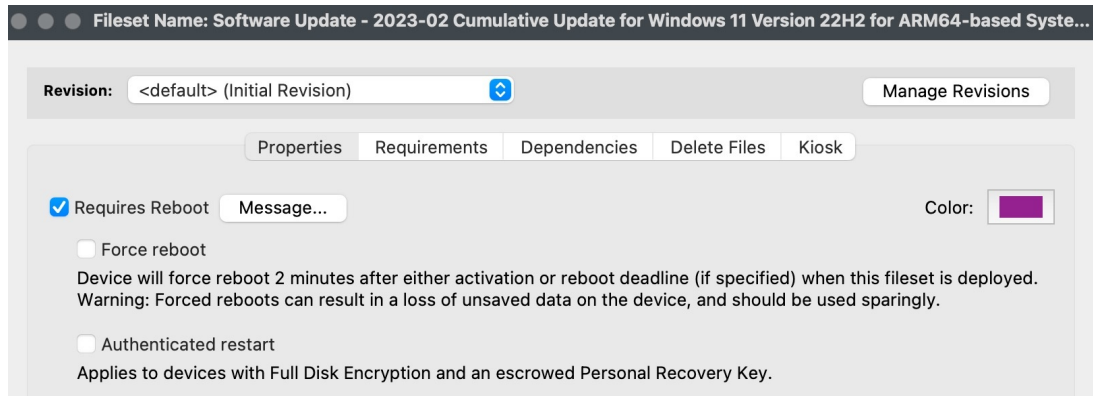 Fileset Name: Software Update - 2023-02 Cumulative Update for Windows 11 Version 22H2 for ARM64-based Syste...
Revision: <default> (Initial Revision) Manage Revisions
Properties Requirements Dependencies Delete Files Kiosk
Requires Reboot Message... Color:
Force reboot
Device will force reboot 2 minutes after either activation or reboot deadline (if specified) when this fileset is deployed.
Warning: Forced reboots can result in a loss of unsaved data on the device, and should be used sparingly.
Authenticated restart
Applies to devices with Full Disk Encryption and an escrowed Personal Recovery Key.